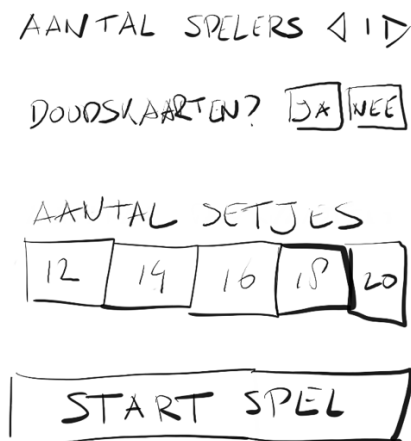 AANTAL SPELERS ◁ 1 ▷
DOODSKAARTEN? JA NEE
AANTAL SETJES
12 14 16 18 20
START SPEL